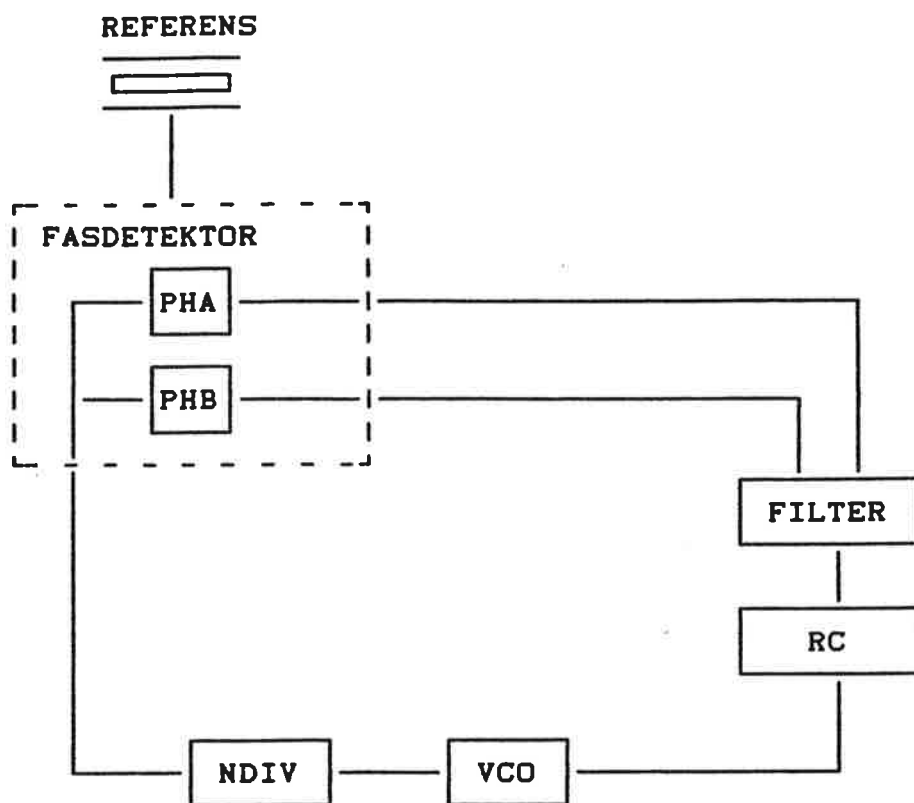 REFERENS
FASDETEKTOR
PHA
PHB
FILTER
RC
NDIV
VCO